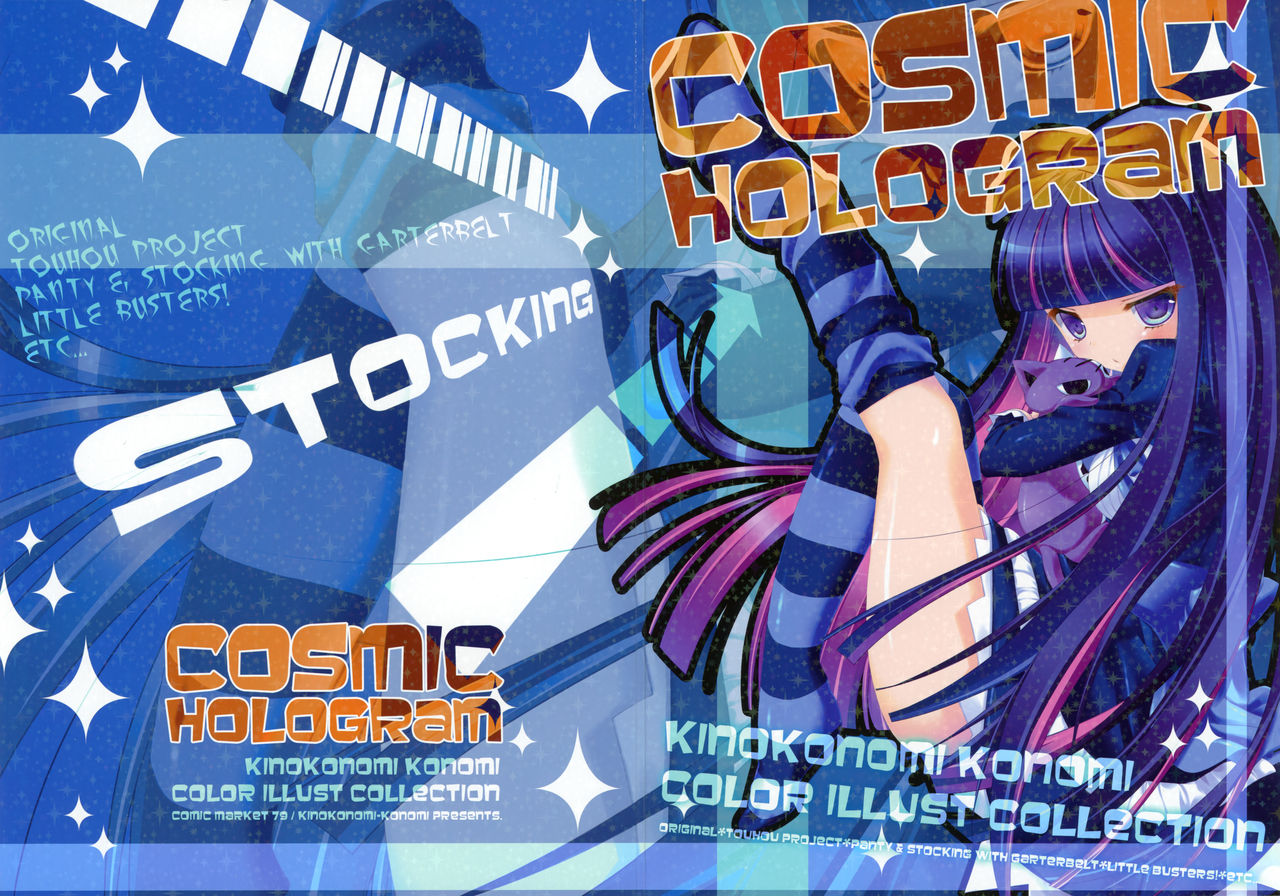 ORIGINAL
TOUHOU PROJECT
PANTY & STOCKING WITH GARTERBELT
LITTLE BUSTERS!
ETC...
STOCKING
COSMIC
HOLOGRAM
KINOKONOMI KONOMI
COLOR ILLUST COLLECTION
COMIC MARKET 79 / KINOKONOMI-KONOMI PRESENTS.
COSMIC
HOLOGRAM
KINOKONOMI KONOMI
COLOR ILLUST COLLECTION
ORIGINAL*TOUHOU PROJECT*PANTY & STOCKING WITH GARTERBELT*LITTLE BUSTERS!*ETC...